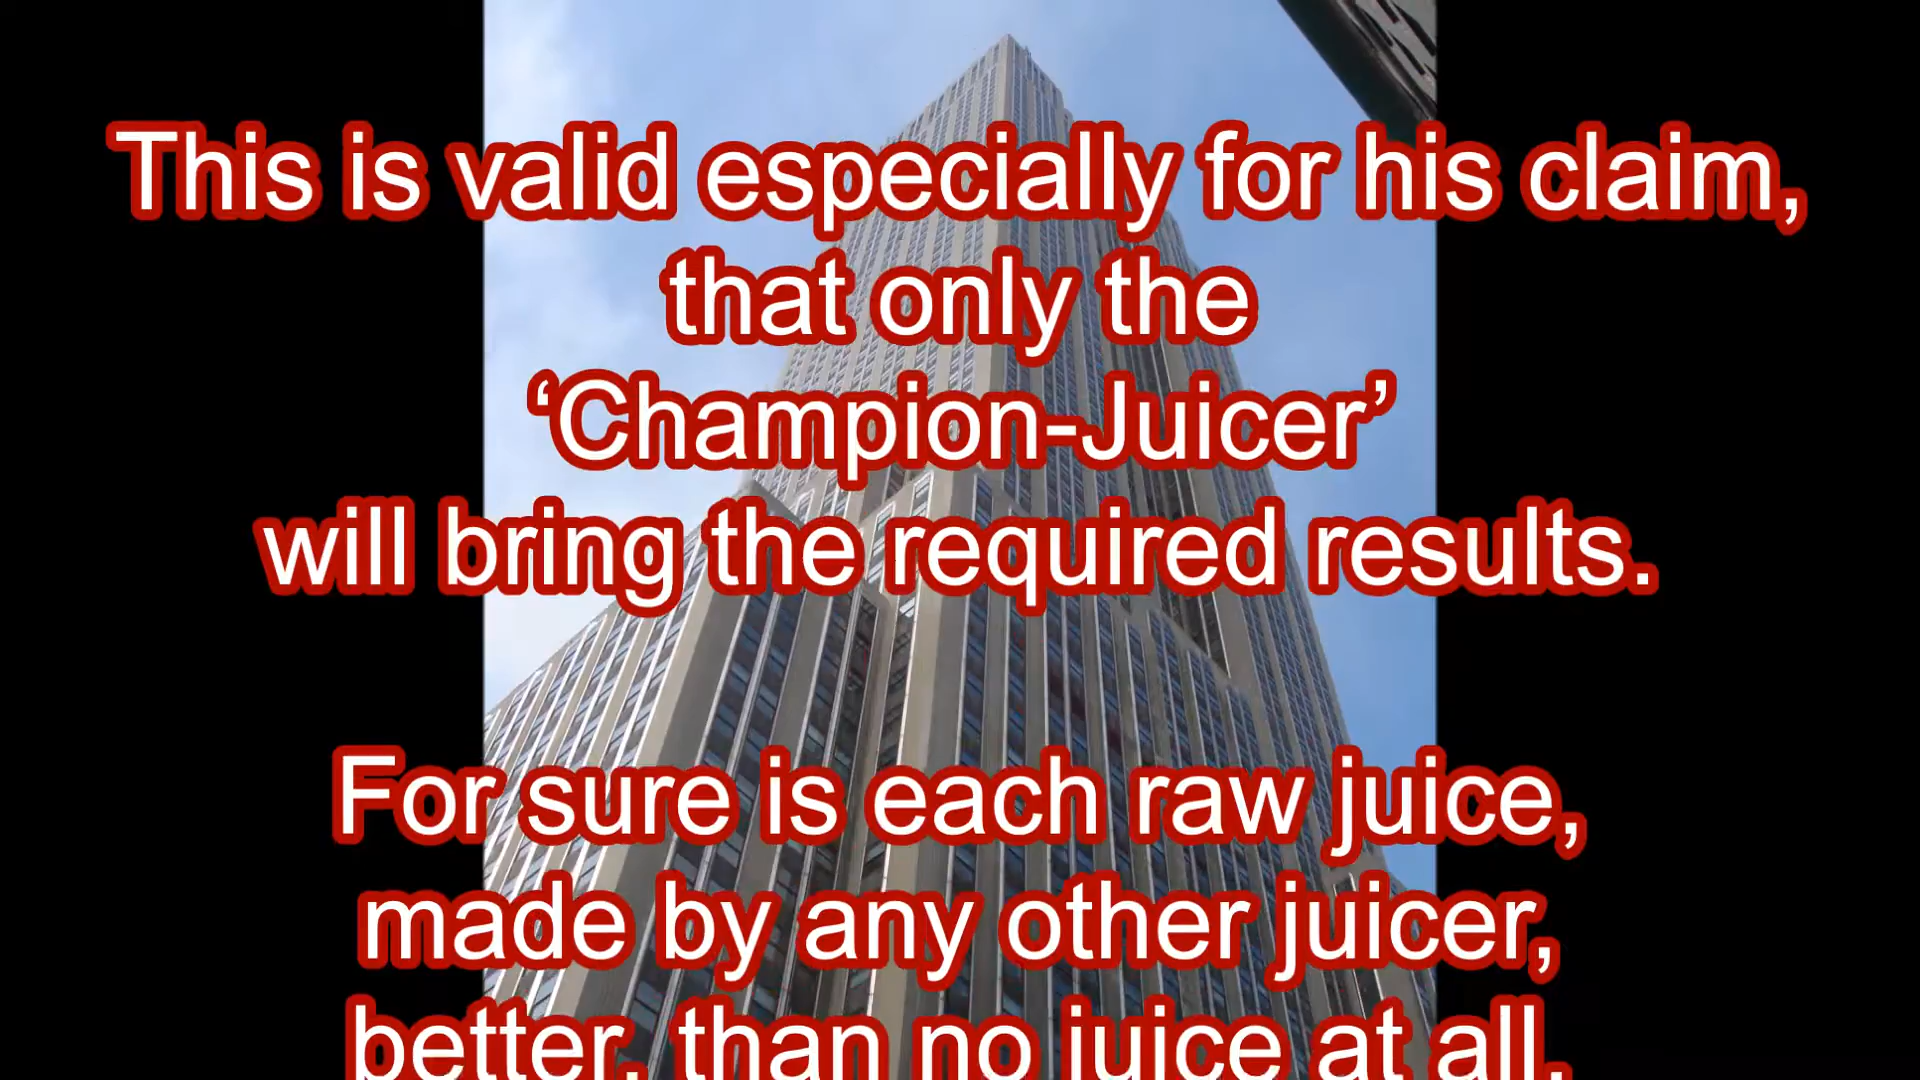 This is valid especially for his claim,
that only the
‘Champion-Juicer’
will bring the required results.
For sure is each raw juice,
made by any other juicer,
better, than no juice at all.